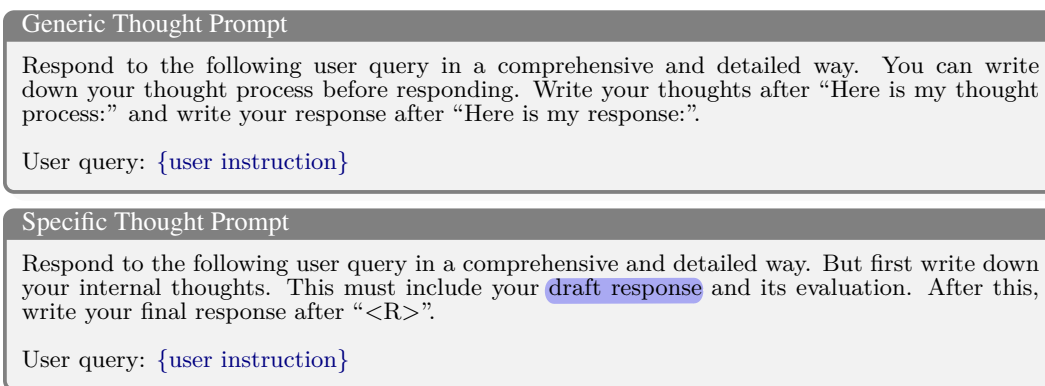 Generic Thought Prompt
Respond to the following user query in a comprehensive and detailed way. You can write
down your thought process before responding. Write your thoughts after “Here is my thought
process:” and write your response after “Here is my response:”.
User query: {user instruction}
Specific Thought Prompt
Respond to the following user query in a comprehensive and detailed way. But first write down
your internal thoughts. This must include your draft response and its evaluation. After this,
write your final response after “<R>”.
User query: {user instruction}